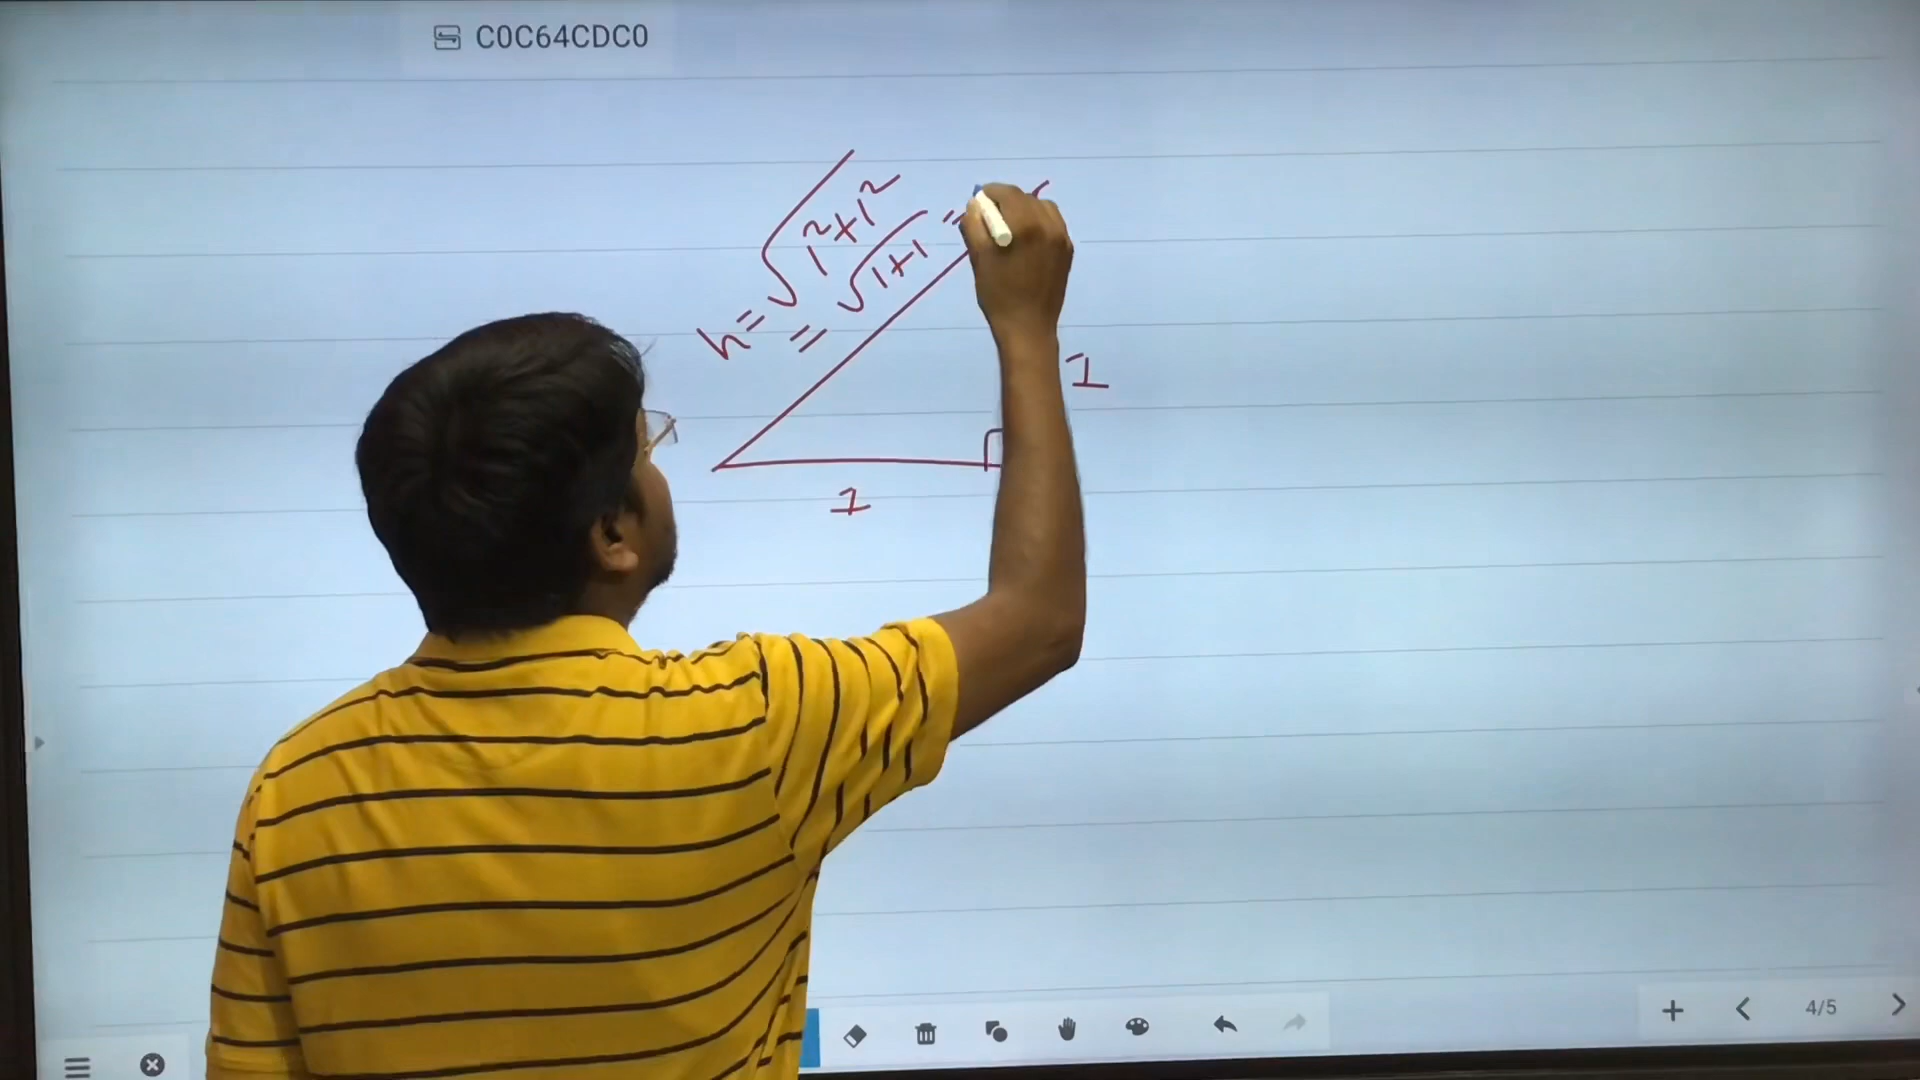 C0C64CDC0
h = √1²+1²
= √1+1 =
1
1
4/5